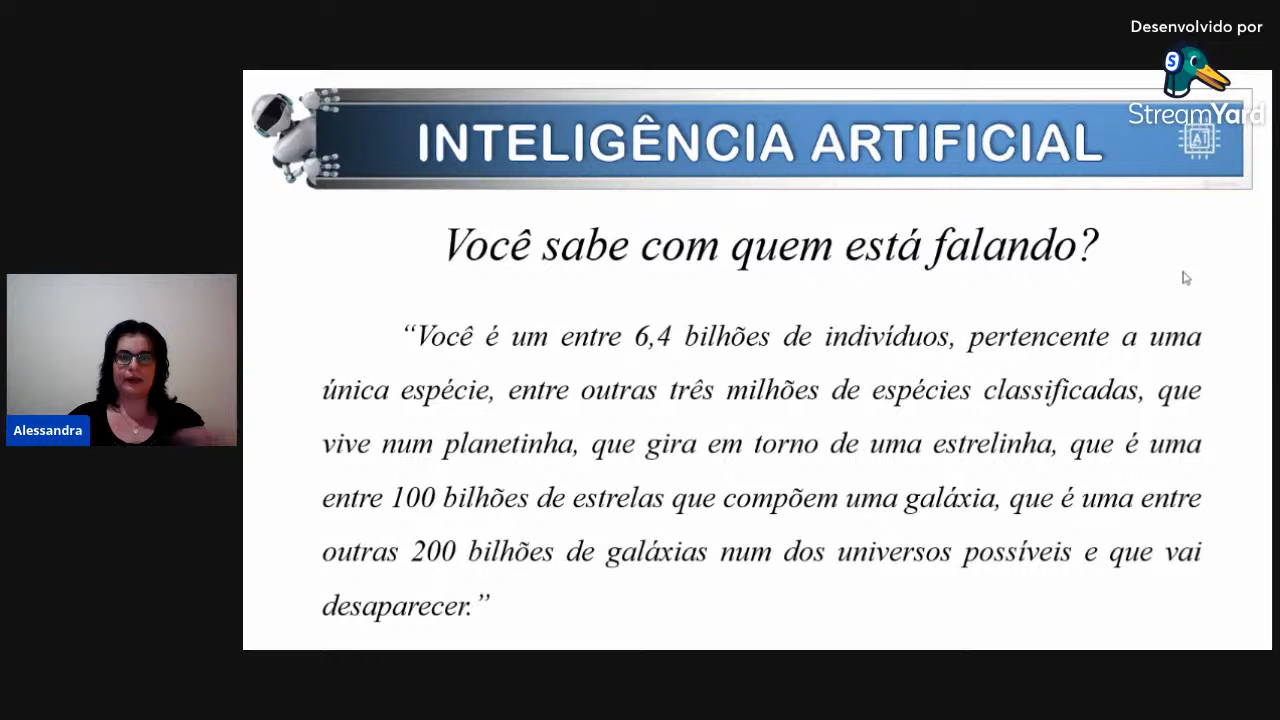 Desenvolvido por
StreamYard
INTELIGÊNCIA ARTIFICIAL
AI
Você sabe com quem está falando?
“Você é um entre 6,4 bilhões de indivíduos, pertencente a uma
única espécie, entre outras três milhões de espécies classificadas, que
vive num planetinha, que gira em torno de uma estrelinha, que é uma
entre 100 bilhões de estrelas que compõem uma galáxia, que é uma entre
outras 200 bilhões de galáxias num dos universos possíveis e que vai
desaparecer.”
Alessandra